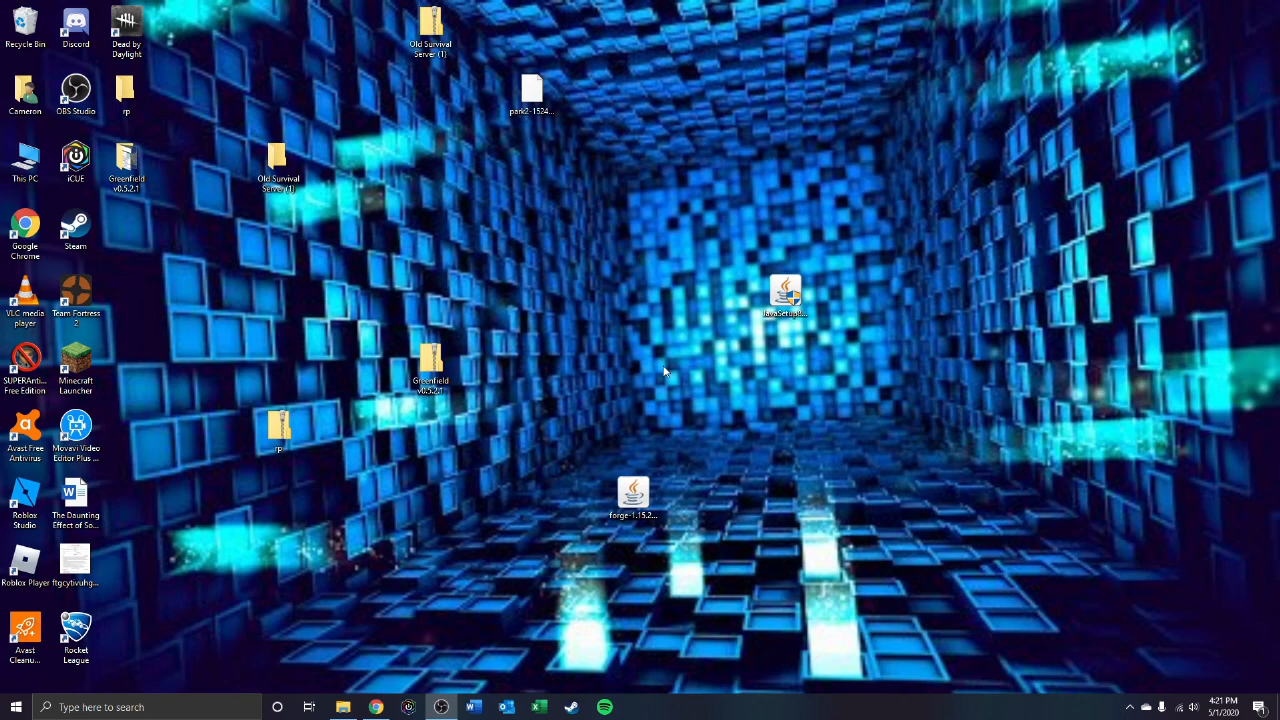 Recycle Bin
Discord
Dead by
Daylight
Old Survival
Server (1)
Cameron
OBS Studio
rp
park2-1524...
This PC
iCUE
Greenfield
v0.5.2.1
Old Survival
Server (1)
Google
Chrome
Steam
VLC media
player
Team Fortress
2
JavaSetup8...
SUPERAnti...
Free Edition
Minecraft
Launcher
Greenfield
v0.5.2.1
Avast Free
Antivirus
Movavi Video
Editor Plus ...
rp
Roblox
Studio
The Daunting
Effect of So...
forge-1.15.2...
Roblox Player
ftgcytivuhg...
Avast
Cleanu...
Rocket
League
Type here to search
4:21 PM
5/1/2020